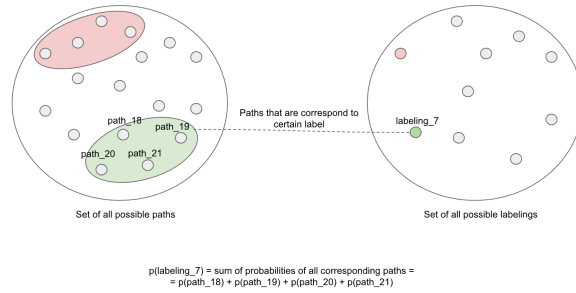 path_18
path_19
path_20
path_21
Paths that are correspond to
certain label
labeling_7
Set of all possible paths
Set of all possible labelings
p(labeling_7) = sum of probabilities of all corresponding paths =
= p(path_18) + p(path_19) + p(path_20) + p(path_21)